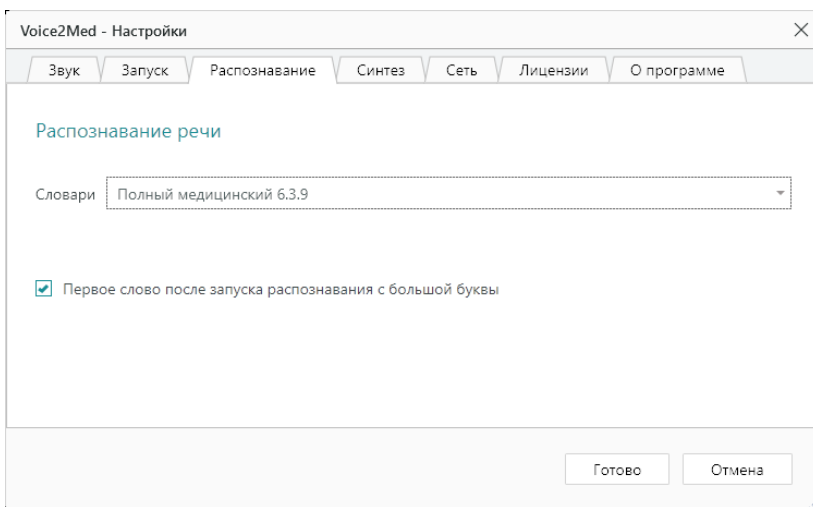 Voice2Med - Настройки
Звук Запуск Распознавание Синтез Сеть Лицензии О программе
Распознавание речи
Словари Полный медицинский 6.3.9
Первое слово после запуска распознавания с большой буквы
Готово Отмена